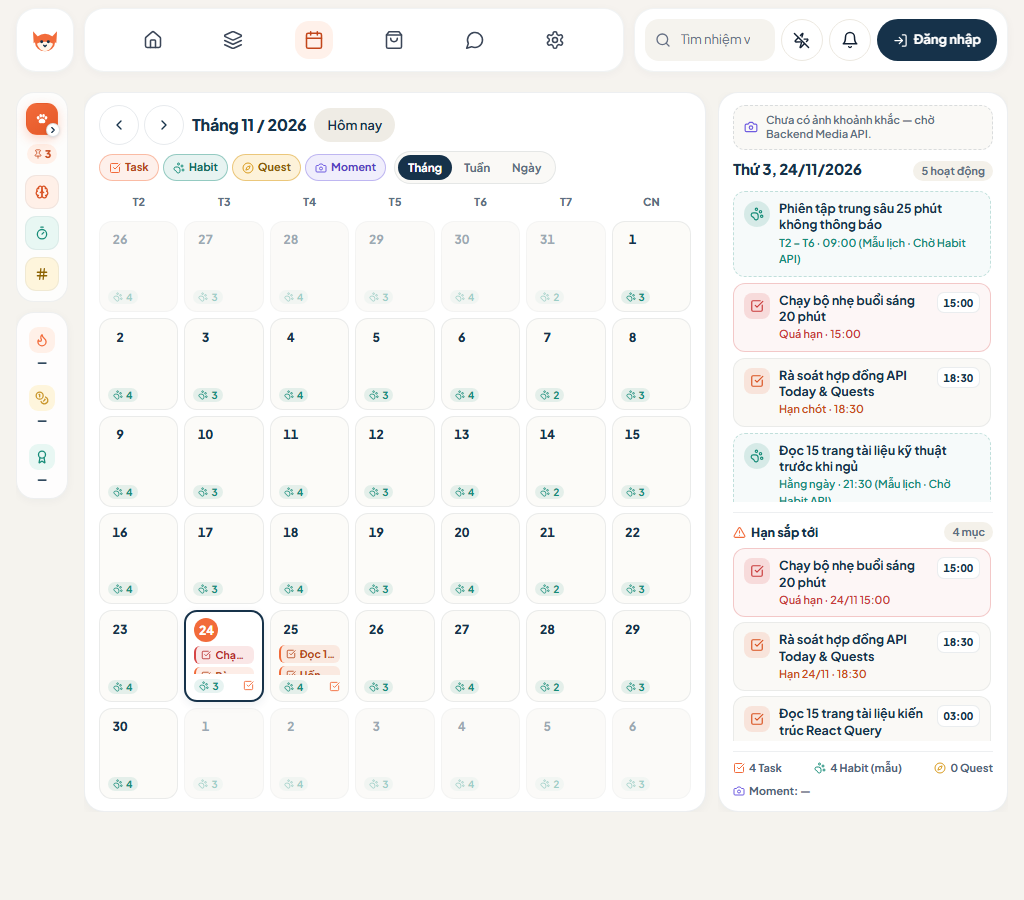 Tìm nhiệm v
Đăng nhập
3
–
–
–
Tháng 11 / 2026
Hôm nay
Task
Habit
Quest
Moment
Tháng
Tuần
Ngày
T2 T3 T4 T5 T6 T7 CN
26 27 28 29 30 31 1
4 3 4 3 4 2 3
2 3 4 5 6 7 8
4 3 4 3 4 2 3
9 10 11 12 13 14 15
4 3 4 3 4 2 3
16 17 18 19 20 21 22
4 3 4 3 4 2 3
23 24 25 26 27 28 29
Chạ... Đọc 1...
4 3 4 3 4 2 3
30 1 2 3 4 5 6
4 3 4 3 4 2 3
Chưa có ảnh khoảnh khắc — chờ
Backend Media API.
Thứ 3, 24/11/2026
5 hoạt động
Phiên tập trung sâu 25 phút
không thông báo
T2 – T6 · 09:00 (Mẫu lịch · Chờ Habit
API)
Chạy bộ nhẹ buổi sáng
20 phút
15:00
Quá hạn · 15:00
Rà soát hợp đồng API
Today & Quests
18:30
Hạn chót · 18:30
Đọc 15 trang tài liệu kỹ thuật
trước khi ngủ
Hằng ngày · 21:30 (Mẫu lịch · Chờ
Habit API)
Hạn sắp tới
4 mục
Chạy bộ nhẹ buổi sáng
20 phút
15:00
Quá hạn · 24/11 15:00
Rà soát hợp đồng API
Today & Quests
18:30
Hạn 24/11 · 18:30
Đọc 15 trang tài liệu kiến
trúc React Query
03:00
4 Task
4 Habit (mẫu)
0 Quest
Moment: —